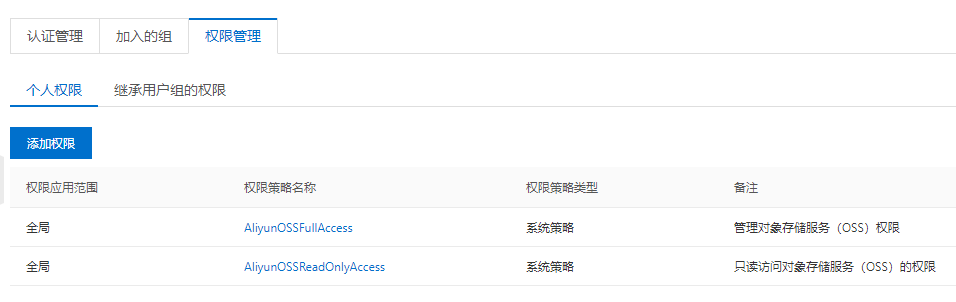 认证管理 加入的组 权限管理
个人权限 继承用户组的权限
添加权限
权限应用范围 权限策略名称 权限策略类型 备注
全局 AliyunOSSFullAccess 系统策略 管理对象存储服务（OSS）权限
全局 AliyunOSSReadOnlyAccess 系统策略 只读访问对象存储服务（OSS）的权限